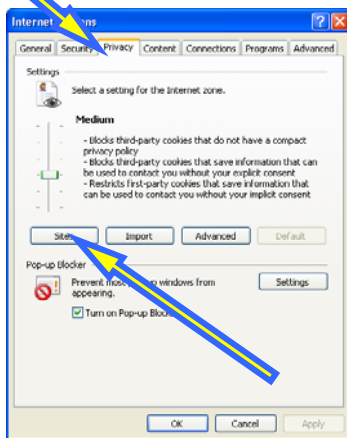 Internet
General Security Privacy Content Connections Programs Advanced
Settings
Select a setting for the Internet zone.
Medium
- Blocks third-party cookies that do not have a compact
privacy policy
- Blocks third-party cookies that save information that can
be used to contact you without your explicit consent
- Restricts first-party cookies that save information that
can be used to contact you without your implicit consent
Sites Import Advanced Default
Pop-up Blocker
Prevent most windows from
appearing.
Settings
Turn on Pop-up
OK Cancel Apply